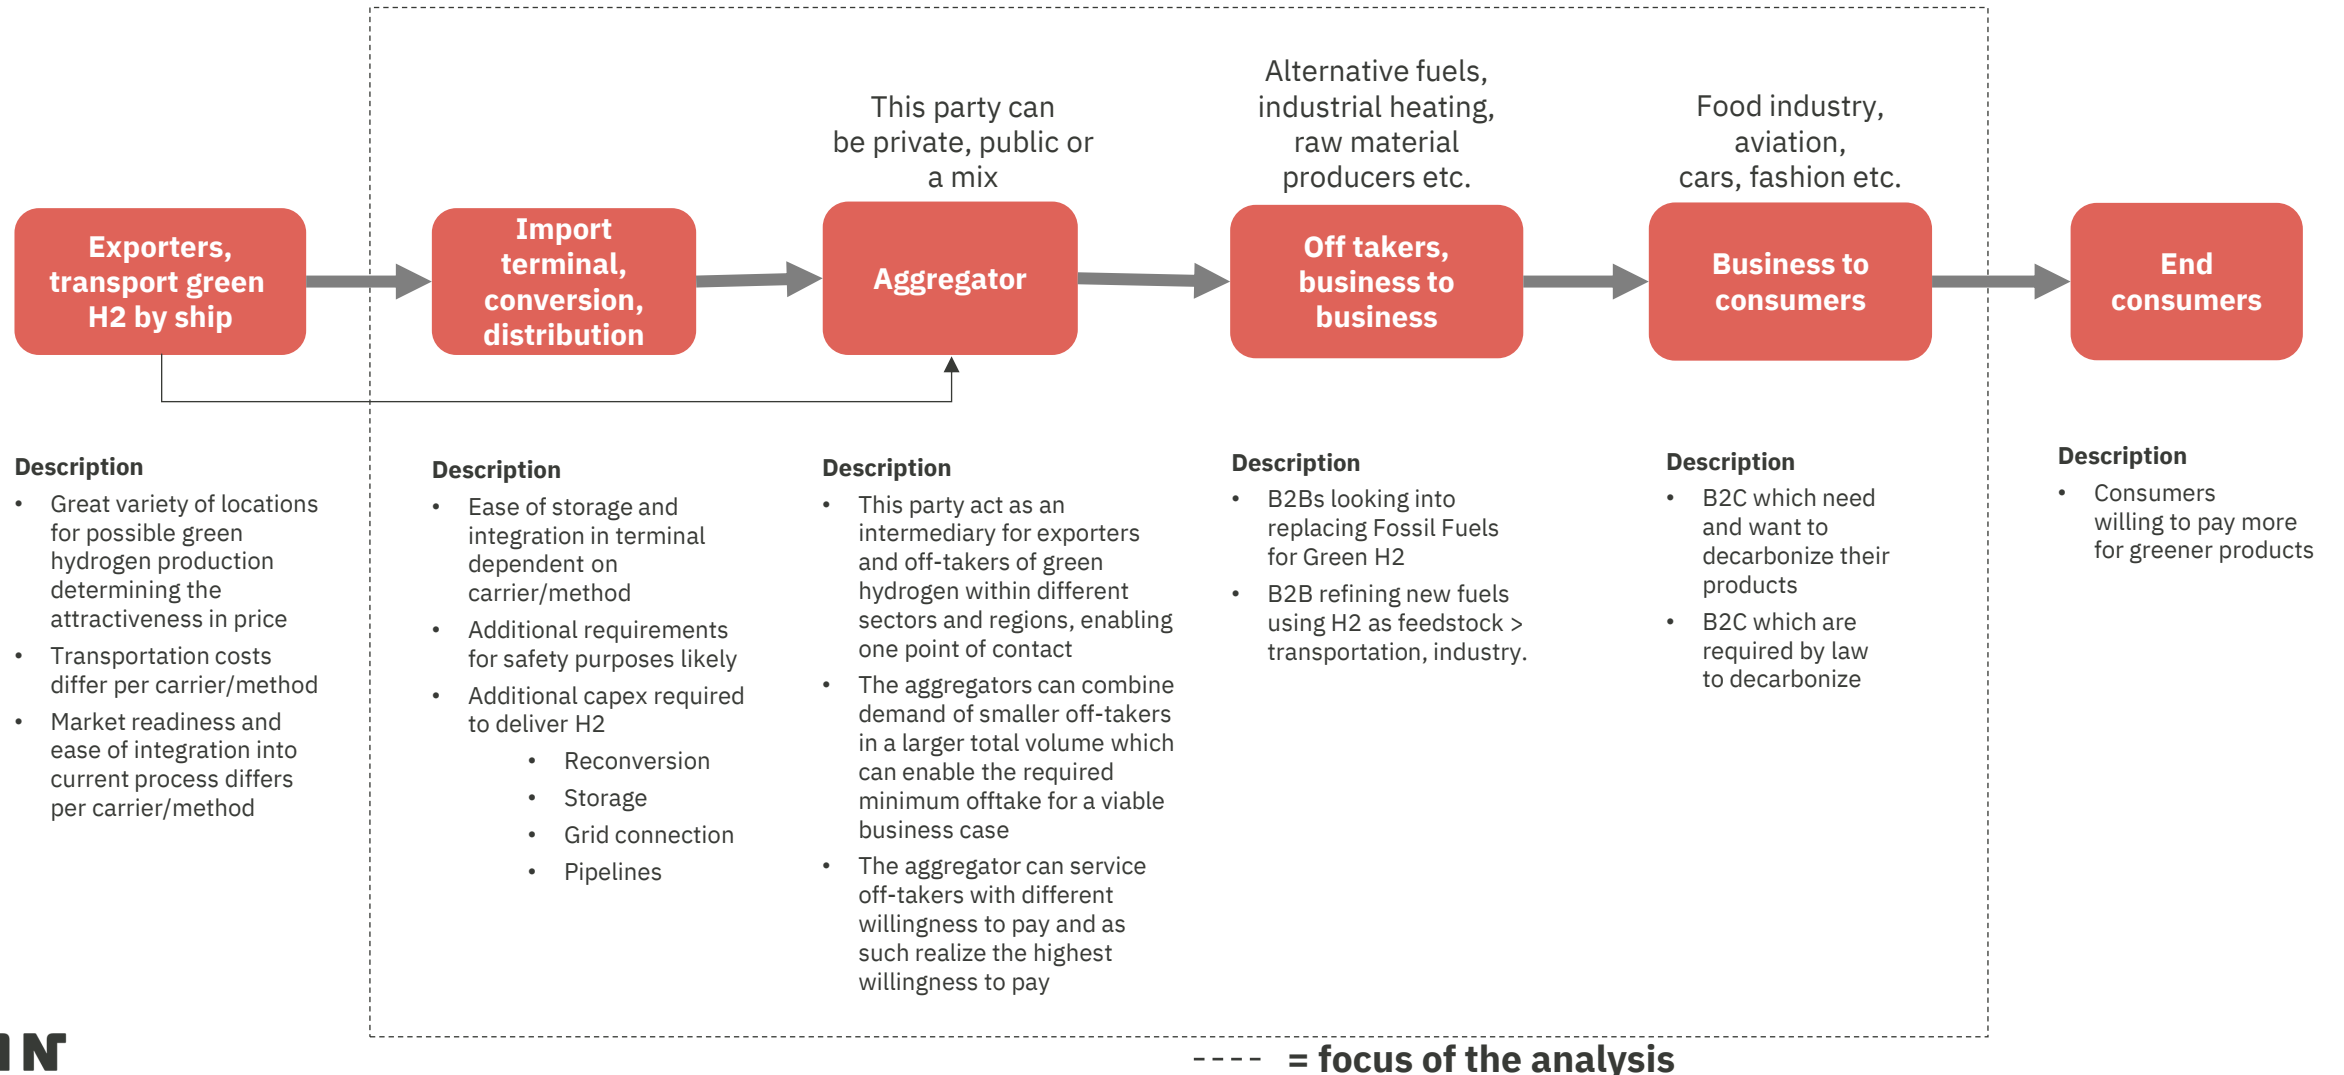 Alternative fuels,
industrial heating,
raw material
producers etc.
This party can
be private, public or
a mix
Food industry,
aviation,
cars, fashion etc.
Exporters,
transport green
H2 by ship
Import
terminal,
conversion,
distribution
Aggregator
Off takers,
business to
business
Business to
consumers
End
consumers
Description
• Great variety of locations
for possible green
hydrogen production
determining the
attractiveness in price
• Transportation costs
differ per carrier/method
• Market readiness and
ease of integration into
current process differs
per carrier/method
Description
• Ease of storage and
integration in terminal
dependent on
carrier/method
• Additional requirements
for safety purposes likely
• Additional capex required
to deliver H2
• Reconversion
• Storage
• Grid connection
• Pipelines
Description
• This party act as an
intermediary for exporters
and off-takers of green
hydrogen within different
sectors and regions, enabling
one point of contact
• The aggregators can combine
demand of smaller off-takers
in a larger total volume which
can enable the required
minimum offtake for a viable
business case
• The aggregator can service
off-takers with different
willingness to pay and as
such realize the highest
willingness to pay
Description
• B2Bs looking into
replacing Fossil Fuels
for Green H2
• B2B refining new fuels
using H2 as feedstock >
transportation, industry.
Description
• B2C which need
and want to
decarbonize their
products
• B2C which are
required by law
to decarbonize
Description
• Consumers
willing to pay more
for greener products
---- = focus of the analysis